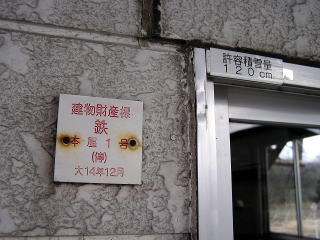 建物財産標
鉄
本屋1号
(停)
大14年12月
許容積雪量
120cm